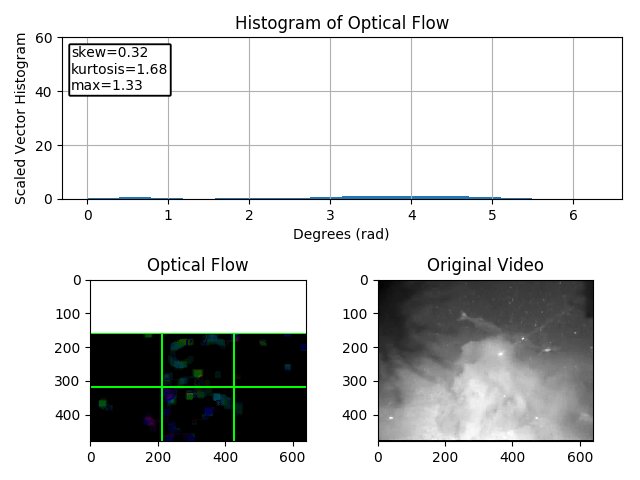 Histogram of Optical Flow
Scaled Vector Histogram
60
40
20
0
skew=0.32
kurtosis=1.68
max=1.33
0 1 2 3 4 5 6
Degrees (rad)
Optical Flow
0
100
200
300
400
0 200 400 600
Original Video
0
100
200
300
400
0 200 400 600